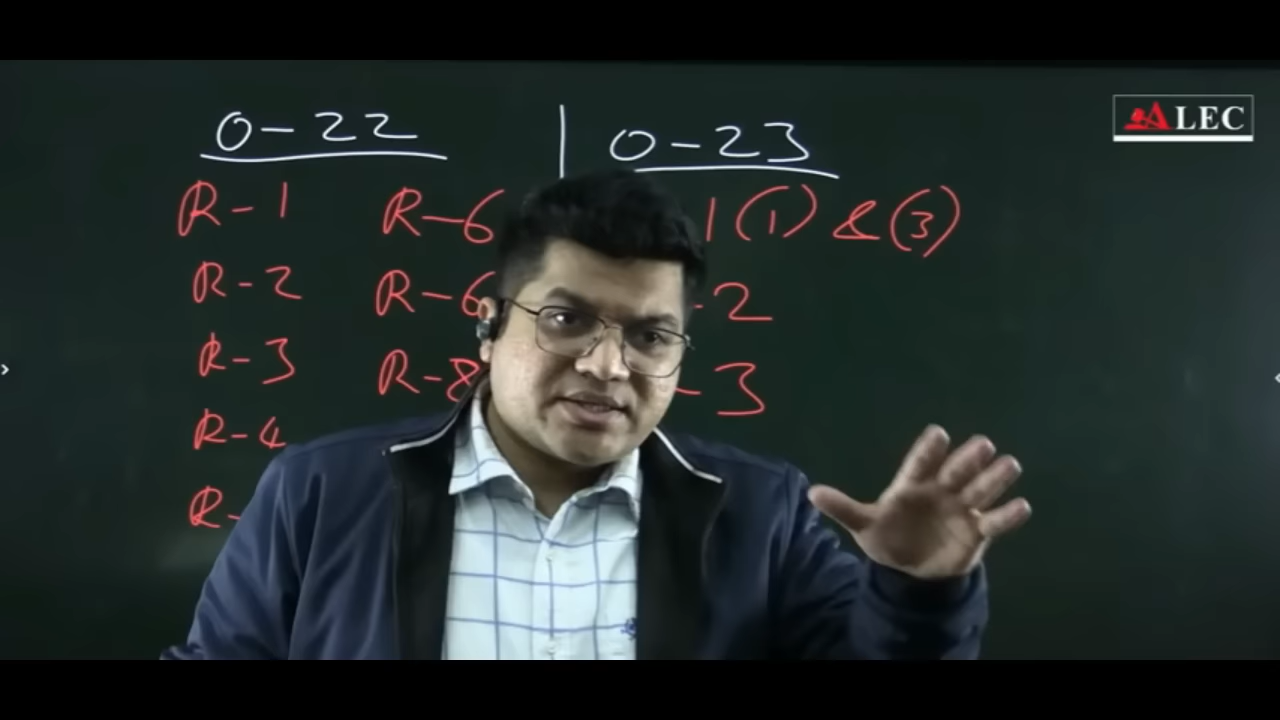 O-22 | O-23
R-1 R-6 1 (1) & (3)
R-2 R-6 -2
R-3 R-8 - 3
R-4
R-
ALEC